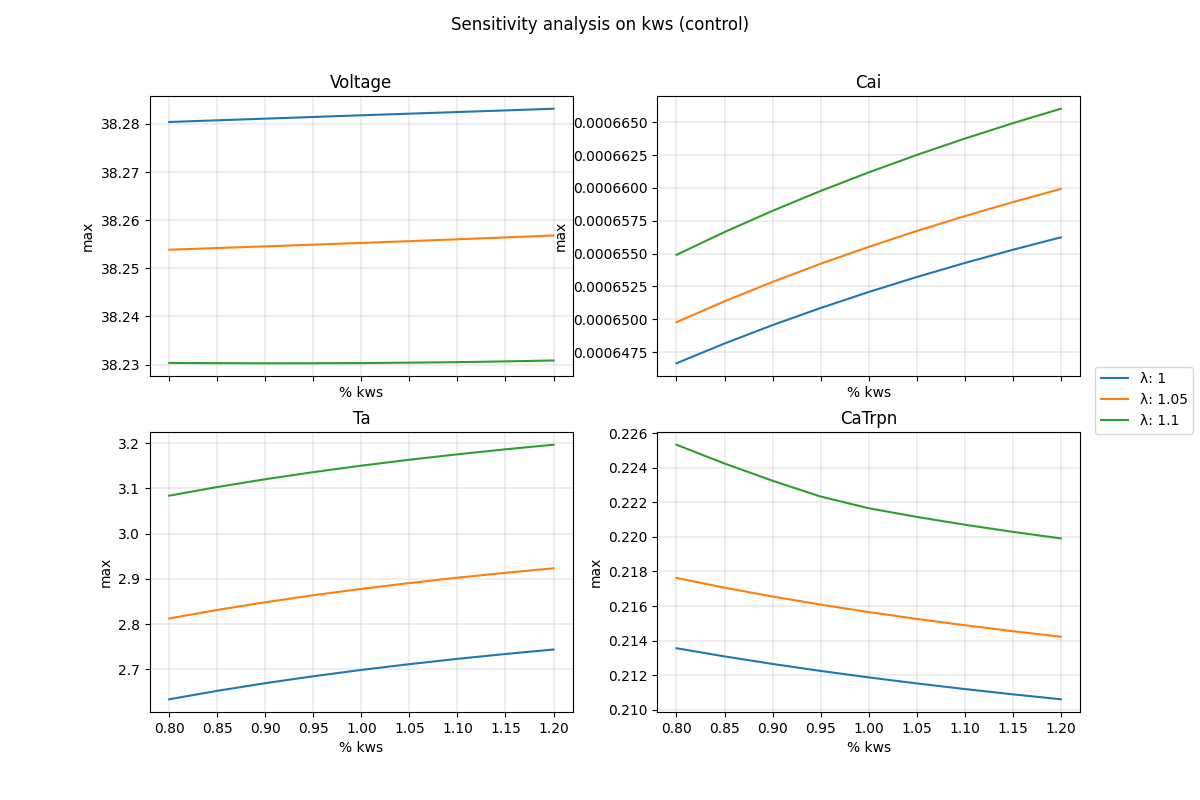 Sensitivity analysis on kws (control)
Voltage
38.28
38.27
38.26
38.25
38.24
38.23
max
% kws
Cai
0.0006650
0.0006625
0.0006600
0.0006575
0.0006550
0.0006525
0.0006500
0.0006475
max
% kws
λ: 1
λ: 1.05
λ: 1.1
Ta
3.2
3.1
3.0
2.9
2.8
2.7
max
0.80 0.85 0.90 0.95 1.00 1.05 1.10 1.15 1.20
% kws
CaTrpn
0.226
0.224
0.222
0.220
0.218
0.216
0.214
0.212
0.210
max
0.80 0.85 0.90 0.95 1.00 1.05 1.10 1.15 1.20
% kws